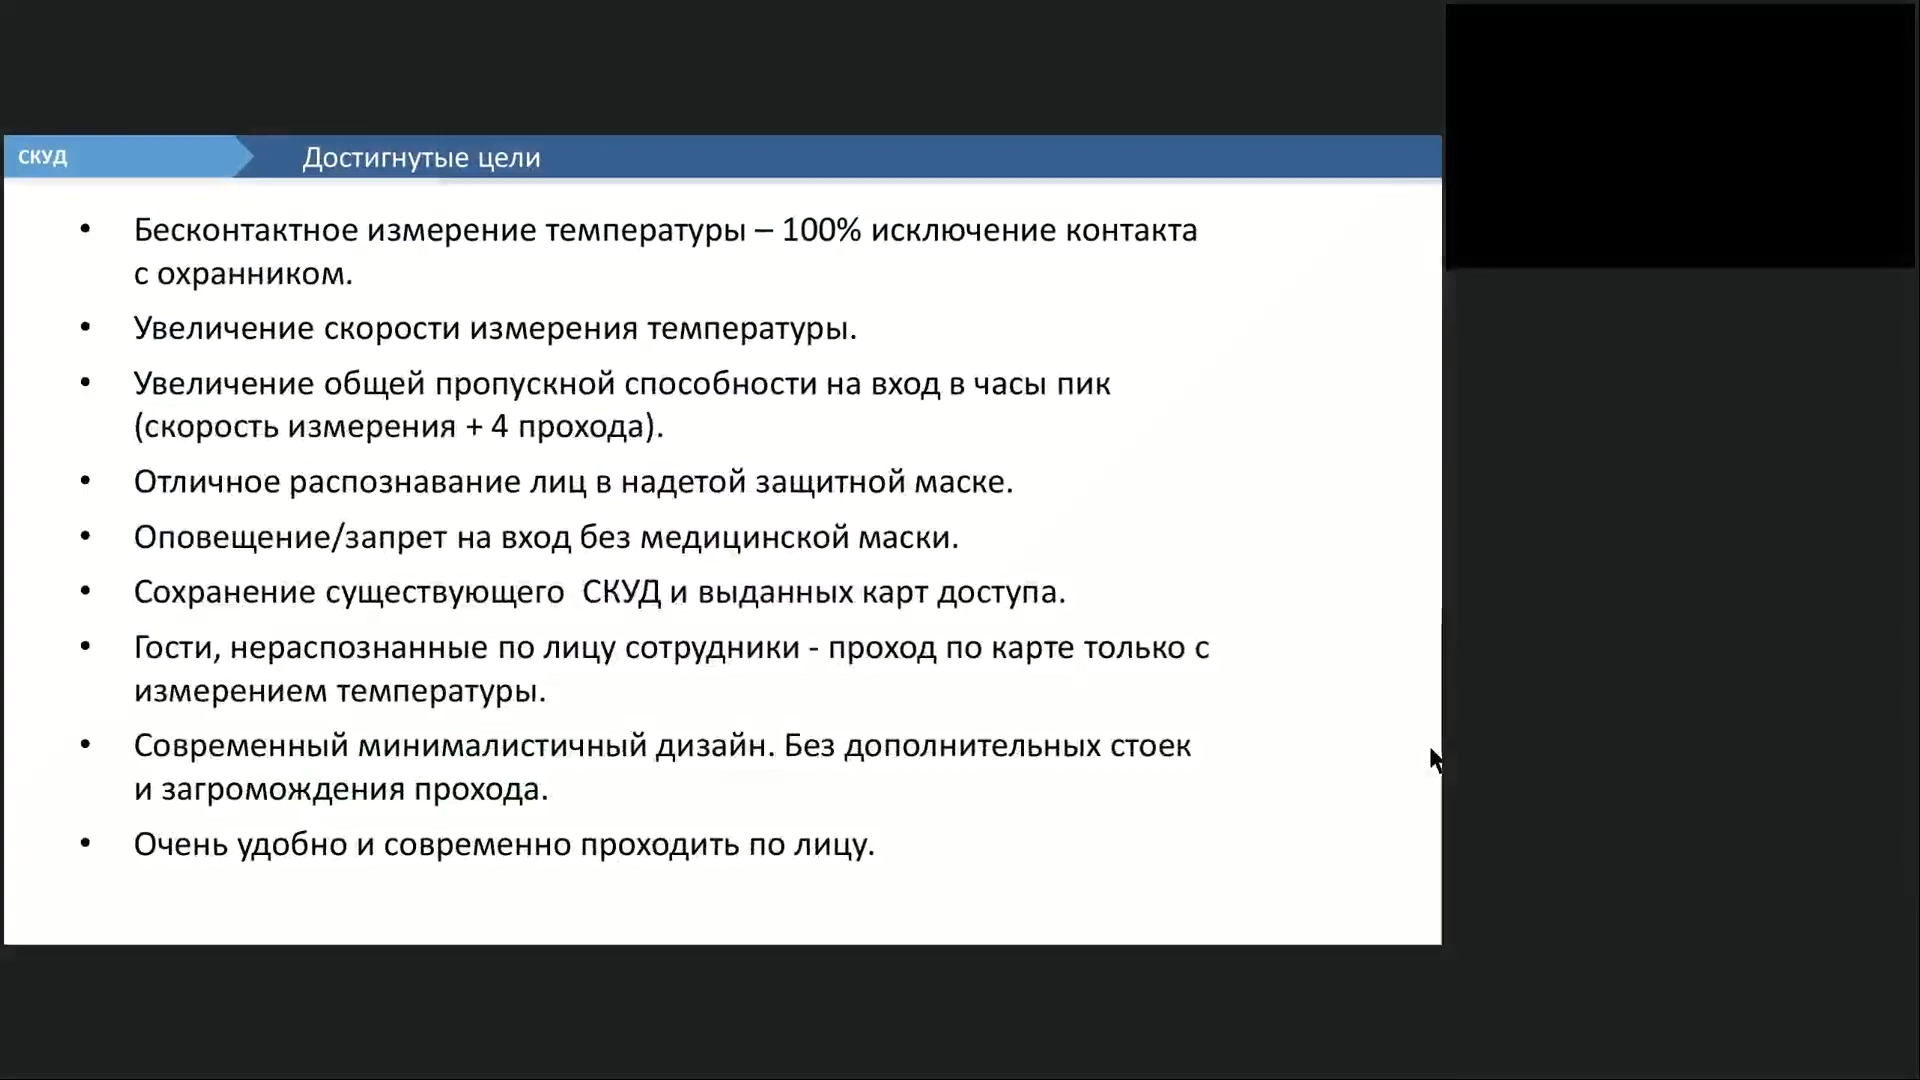 СКУД
Достигнутые цели
• Бесконтактное измерение температуры – 100% исключение контакта
с охранником.
• Увеличение скорости измерения температуры.
• Увеличение общей пропускной способности на вход в часы пик
(скорость измерения + 4 прохода).
• Отличное распознавание лиц в надетой защитной маске.
• Оповещение/запрет на вход без медицинской маски.
• Сохранение существующего  СКУД и выданных карт доступа.
• Гости, нераспознанные по лицу сотрудники - проход по карте только с
измерением температуры.
• Современный минималистичный дизайн. Без дополнительных стоек
и загромождения прохода.
• Очень удобно и современно проходить по лицу.